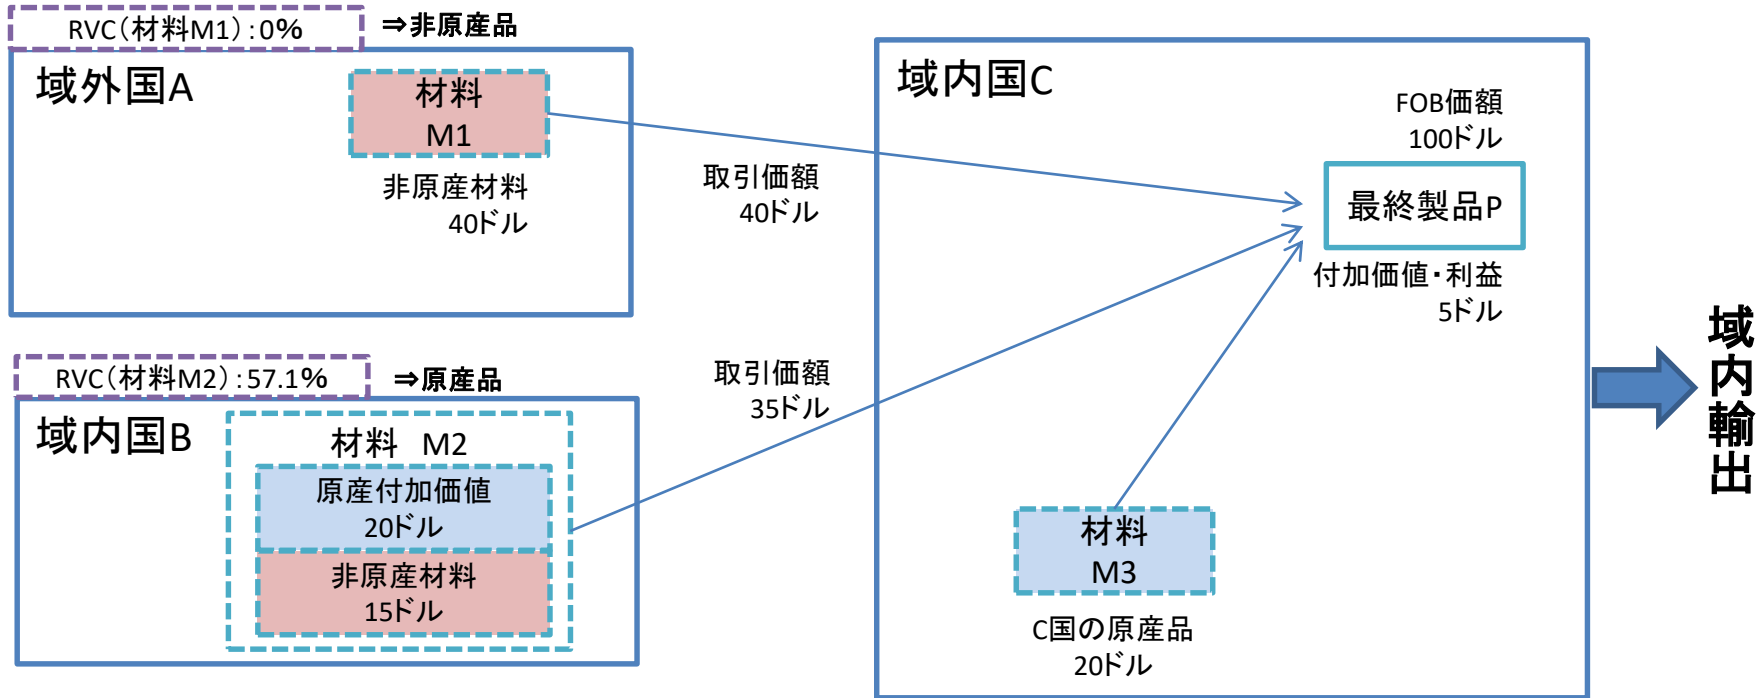 RVC(材料M1):0%
⇒非原産品
域外国A
材料
M1
非原産材料
40ドル
取引価額
40ドル
RVC(材料M2):57.1%
⇒原産品
域内国B
材料 M2
原産付加価値
20ドル
非原産材料
15ドル
取引価額
35ドル
域内国C
FOB価額
100ドル
最終製品P
付加価値・利益
5ドル
材料
M3
C国の原産品
20ドル
域内輸出